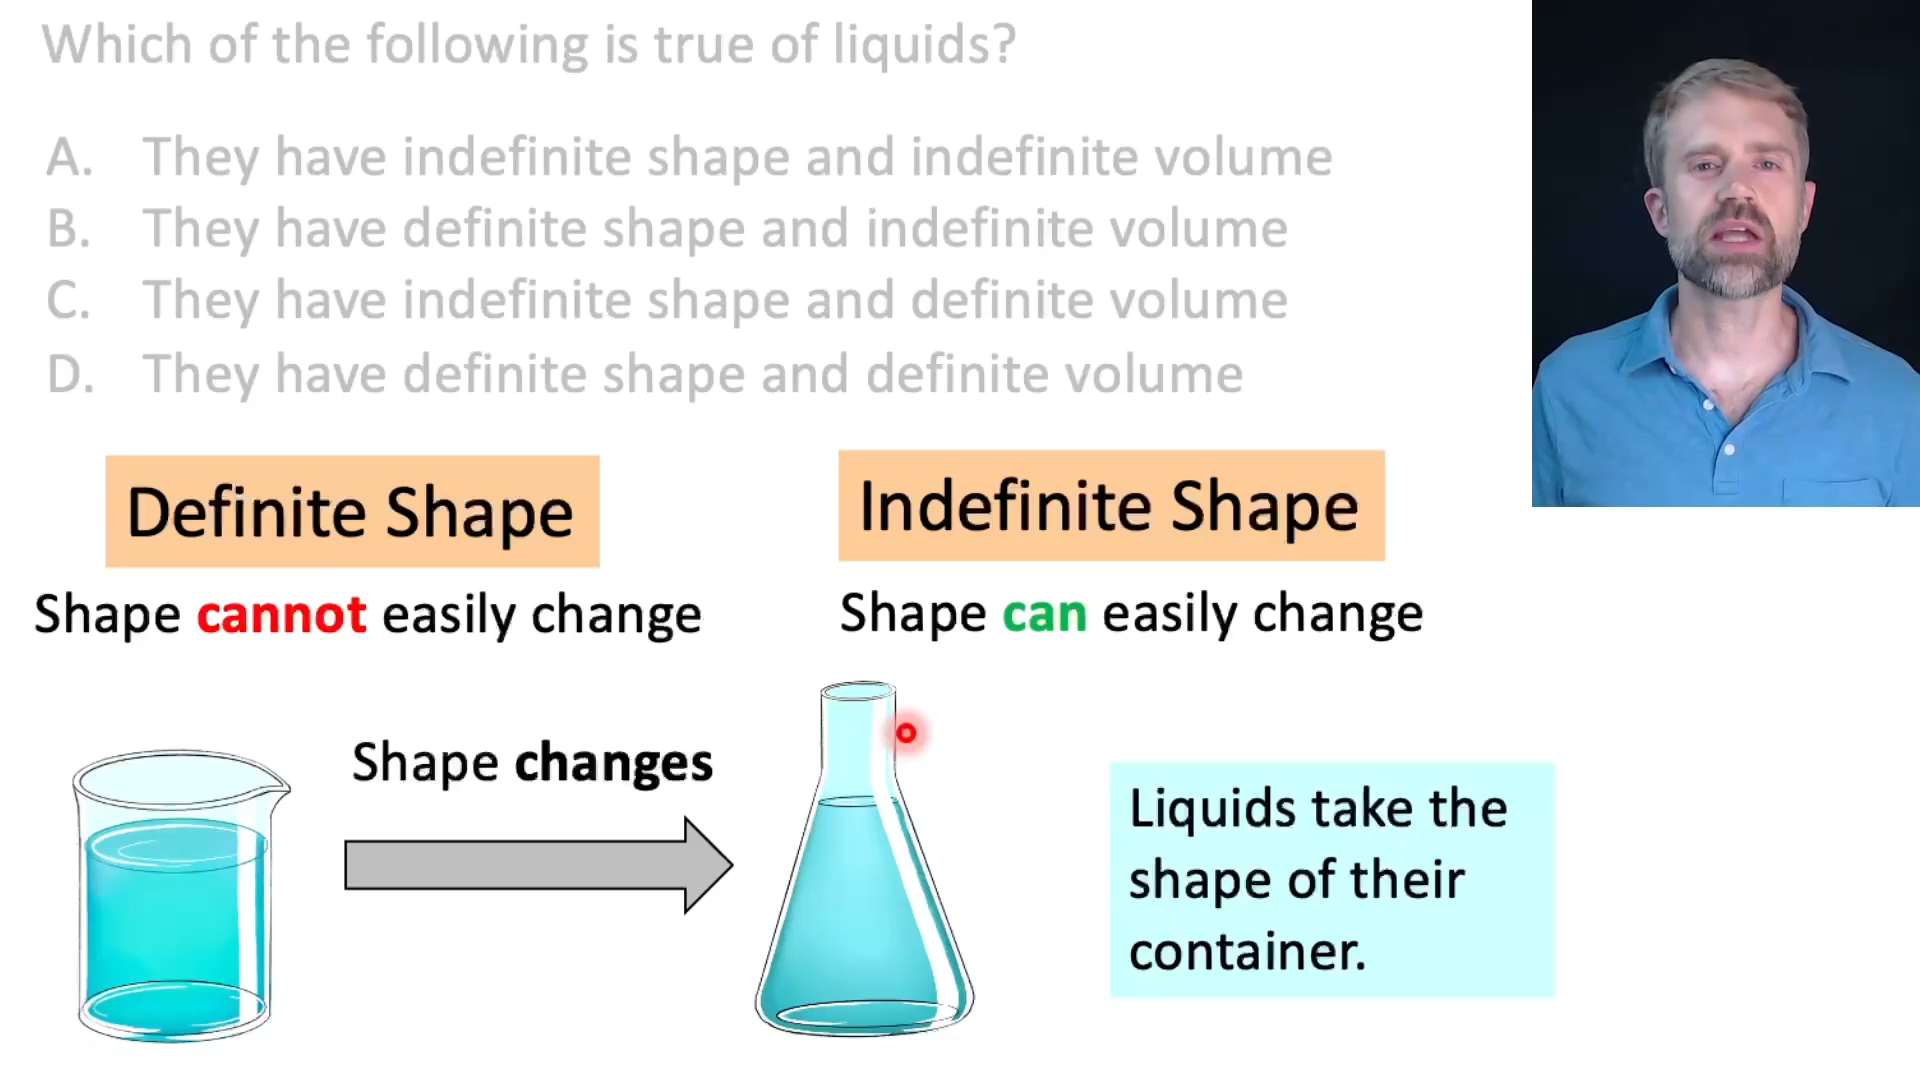 Which of the following is true of liquids?
A. They have indefinite shape and indefinite volume
B. They have definite shape and indefinite volume
C. They have indefinite shape and definite volume
D. They have definite shape and definite volume
Definite Shape
Indefinite Shape
Shape cannot easily change
Shape can easily change
Shape changes
Liquids take the
shape of their
container.